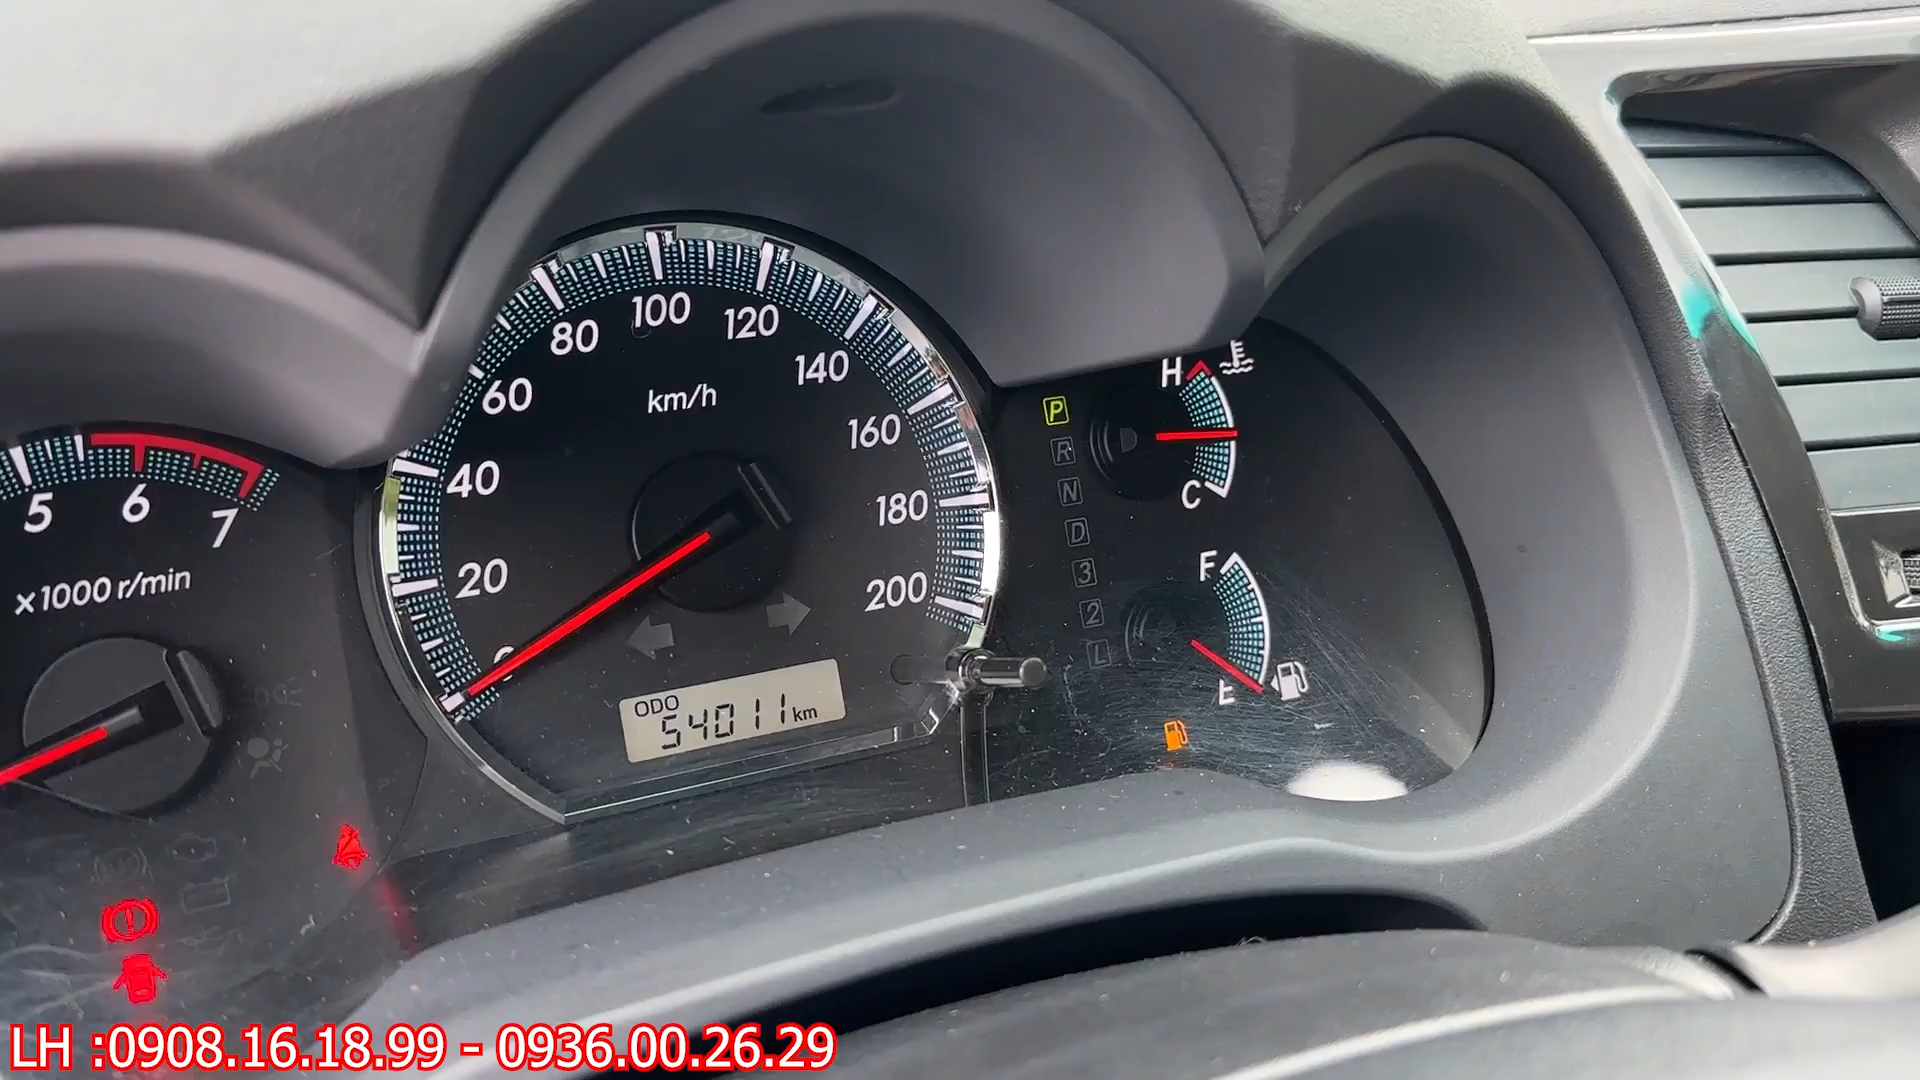 80 100 120
60 140
40 km/h 160
20 180
200
5 6 7
x1000 r/min
ODO
54011 km
P
R
N
D
3
2
L
H
C
F
E
LH :0908.16.18.99 - 0936.00.26.29